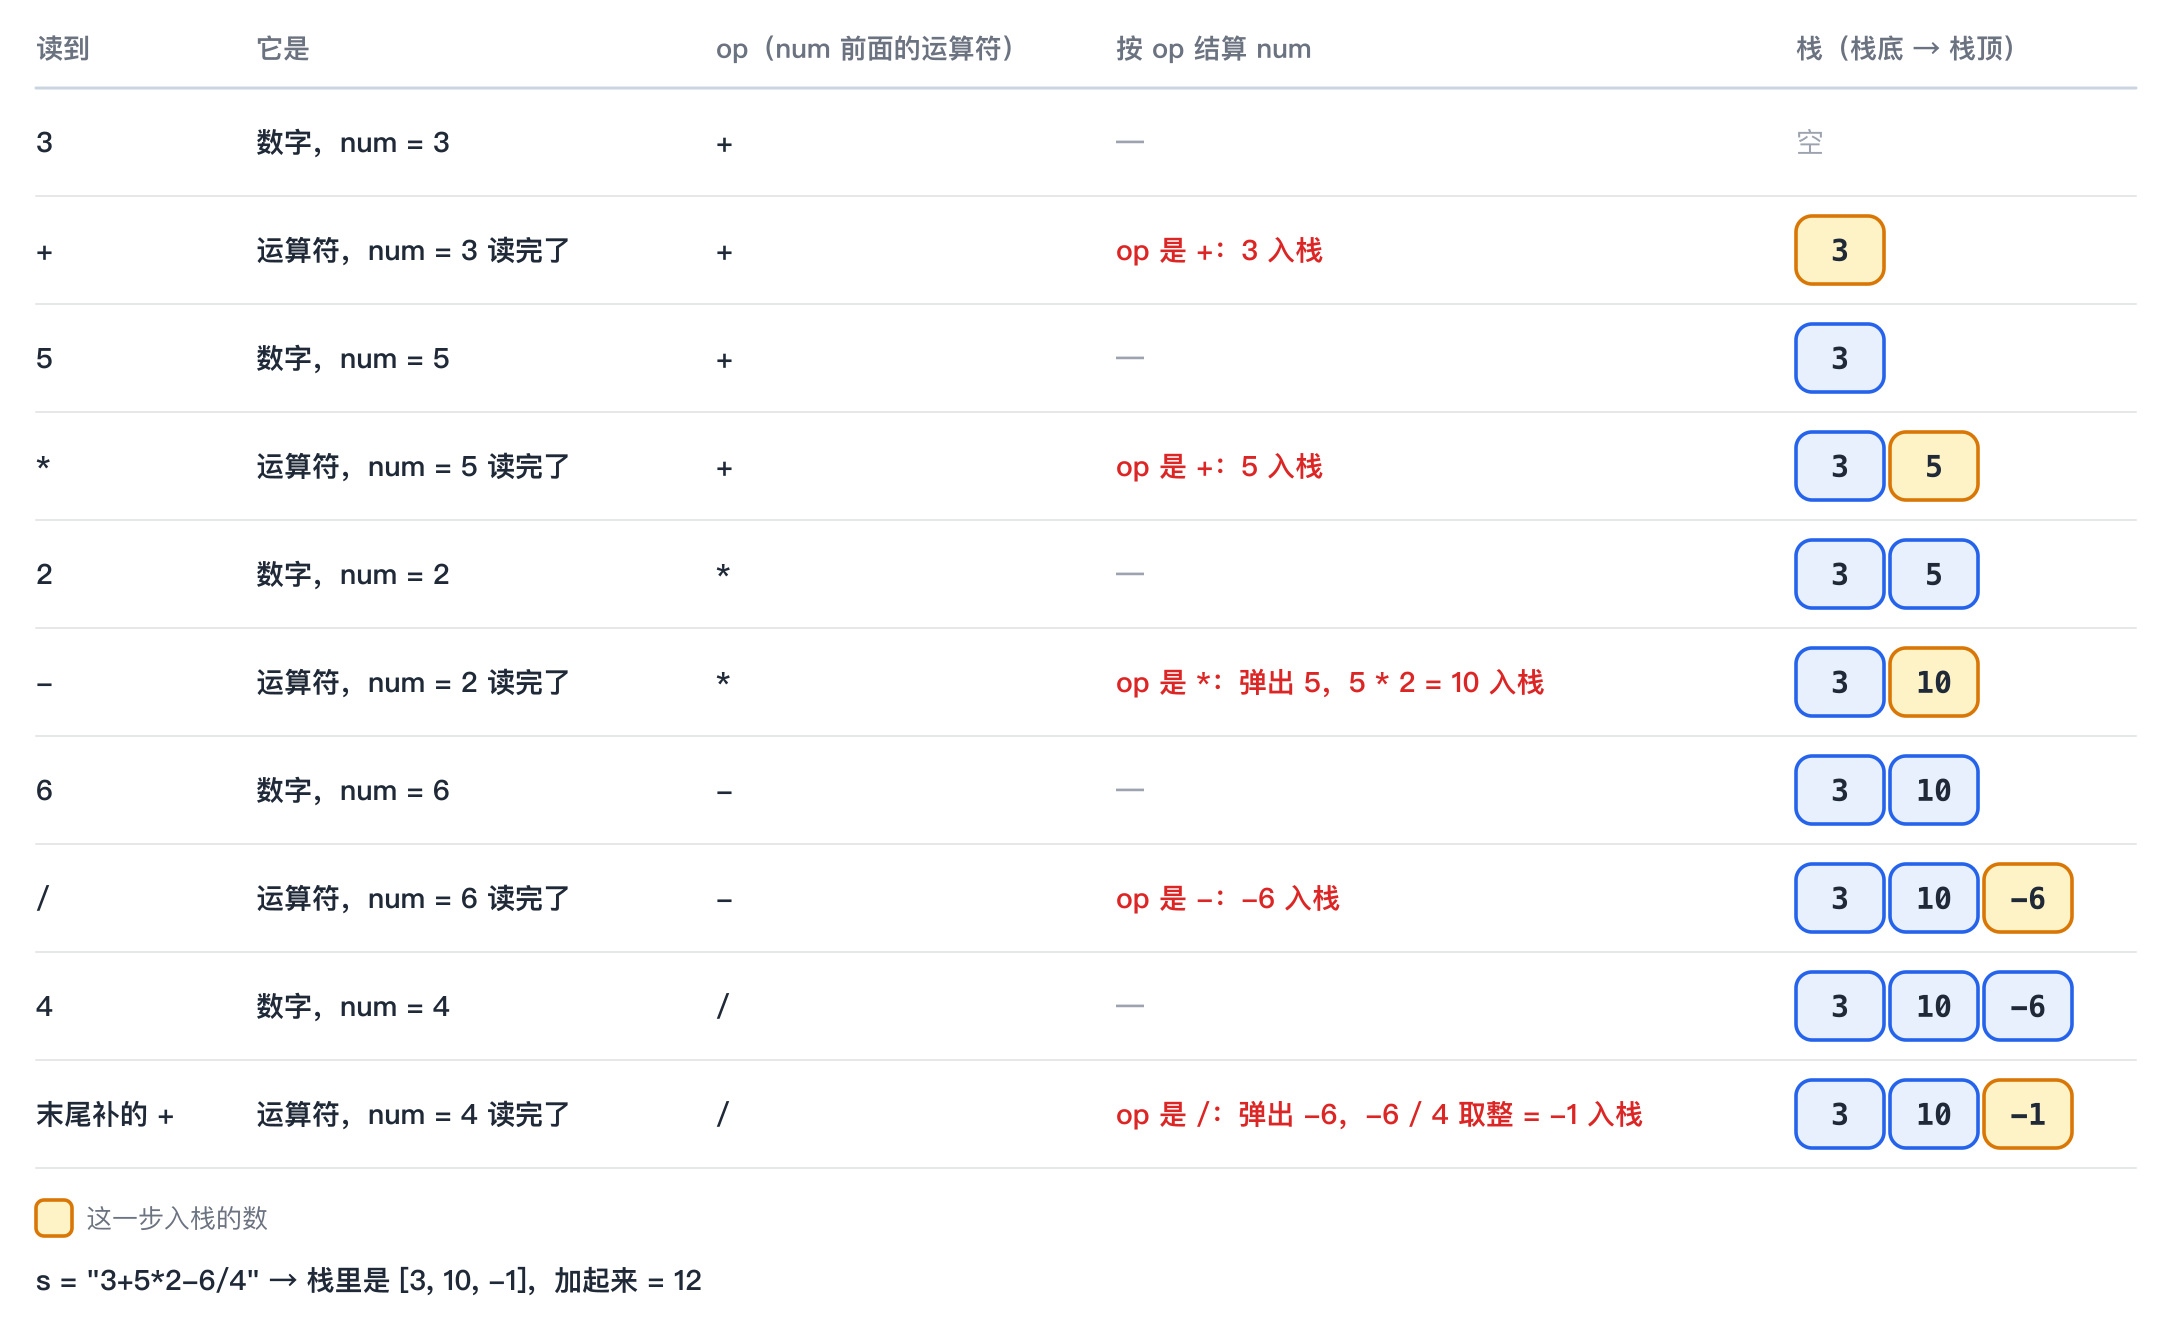 读到 它是 op（num 前面的运算符） 按 op 结算 num 栈（栈底 → 栈顶）
3 数字，num = 3 + — 空
+ 运算符，num = 3 读完了 + op 是 +：3 入栈 3
5 数字，num = 5 + — 3
* 运算符，num = 5 读完了 + op 是 +：5 入栈 3 5
2 数字，num = 2 * — 3 5
− 运算符，num = 2 读完了 * op 是 *：弹出 5，5 * 2 = 10 入栈 3 10
6 数字，num = 6 − — 3 10
/ 运算符，num = 6 读完了 − op 是 −：−6 入栈 3 10 −6
4 数字，num = 4 / — 3 10 −6
末尾补的 + 运算符，num = 4 读完了 / op 是 /：弹出 −6，−6 / 4 取整 = −1 入栈 3 10 −1
这一步入栈的数
s = "3+5*2−6/4" → 栈里是 [3, 10, −1]，加起来 = 12